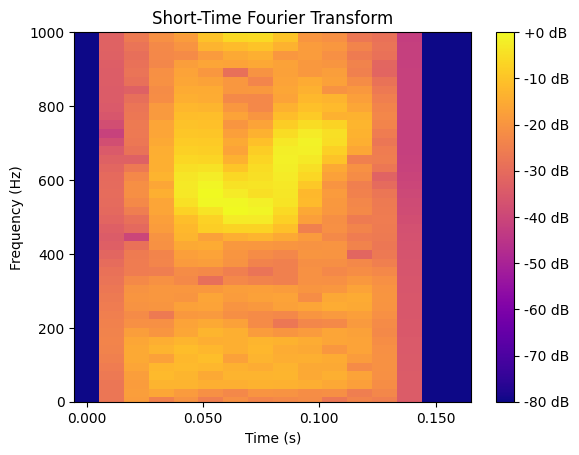 Short-Time Fourier Transform
1000
800
600
400
200
0
Frequency (Hz)
0.000
0.050
0.100
0.150
Time (s)
+0 dB
-10 dB
-20 dB
-30 dB
-40 dB
-50 dB
-60 dB
-70 dB
-80 dB